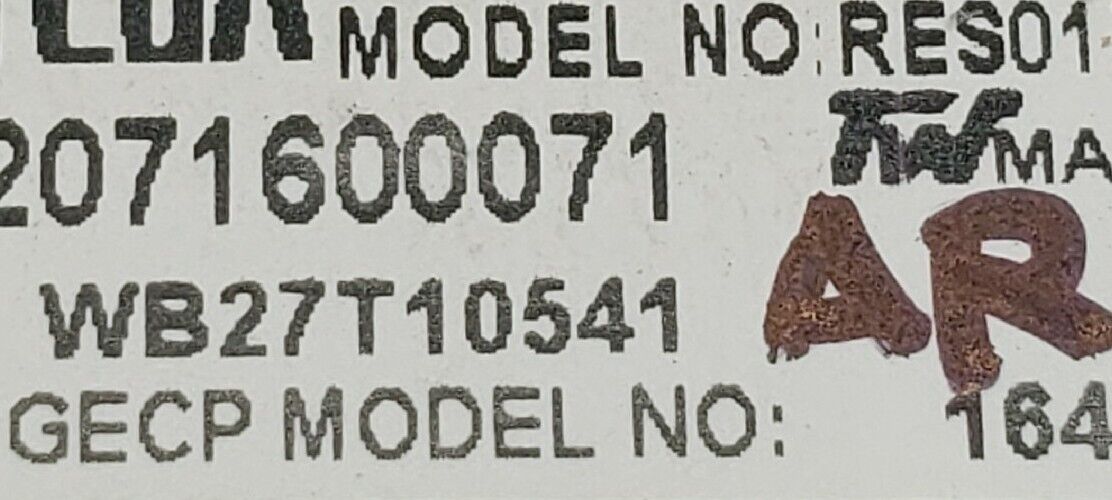 MODEL NO: RES01
2071600071
MA
AR
WB27T10541
GECP MODEL NO: 164